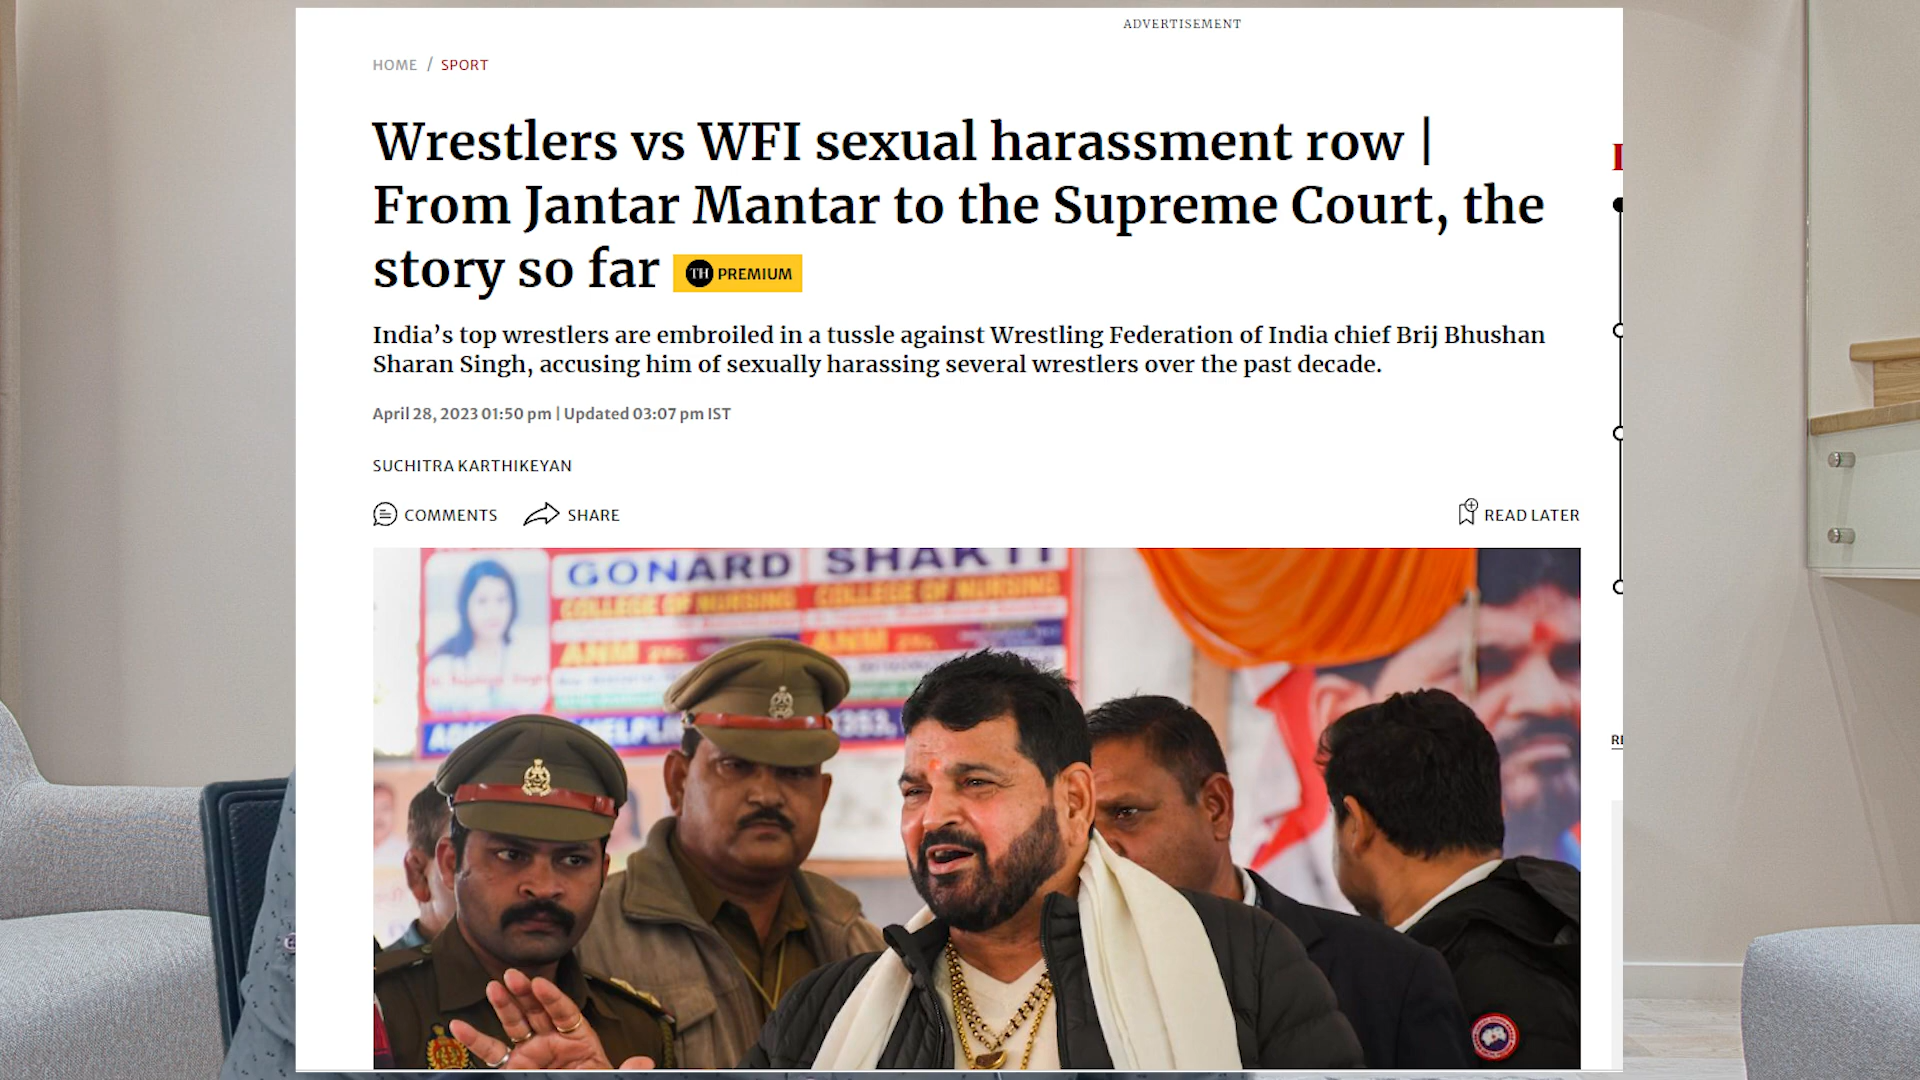 ADVERTISEMENT
HOME / SPORT
Wrestlers vs WFI sexual harassment row |
From Jantar Mantar to the Supreme Court, the
story so far TH PREMIUM
India’s top wrestlers are embroiled in a tussle against Wrestling Federation of India chief Brij Bhushan
Sharan Singh, accusing him of sexually harassing several wrestlers over the past decade.
April 28, 2023 01:50 pm | Updated 03:07 pm IST
SUCHITRA KARTHIKEYAN
COMMENTS SHARE READ LATER
GONARD SHAKTI
COLLEGE OF NURSING COLLEGE OF NURSING
ANM ANM